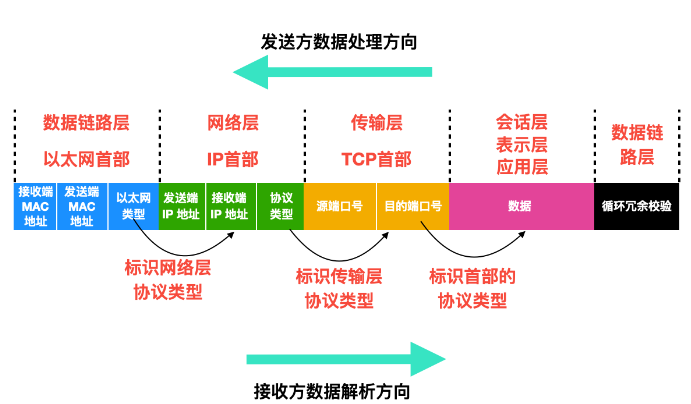 发送方数据处理方向
数据链路层
以太网首部
网络层
IP首部
传输层
TCP首部
会话层
表示层
应用层
数据链
路层
接收端
MAC
地址
发送端
MAC
地址
以太网
类型
发送端
IP 地址
接收端
IP 地址
协议
类型
源端口号
目的端口号
数据
循环冗余校验
标识网络层
协议类型
标识传输层
协议类型
标识首部的
协议类型
接收方数据解析方向